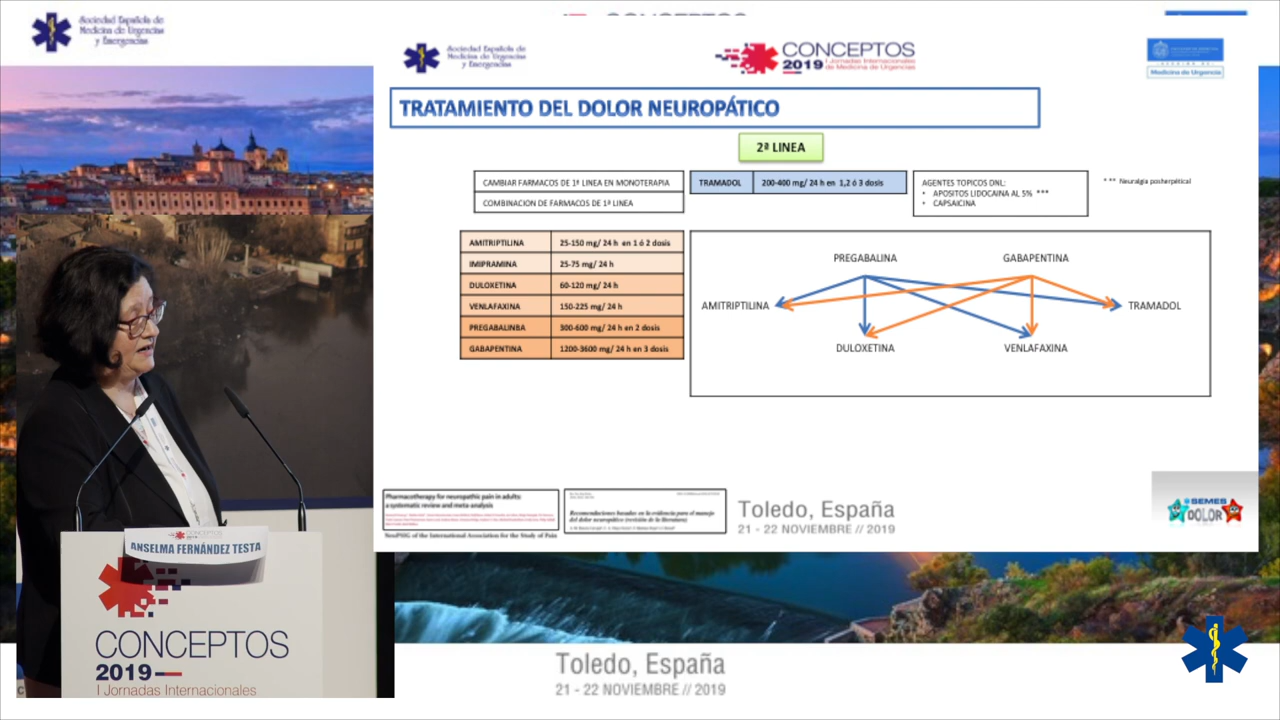 Sociedad Española de
Medicina de Urgencias
y Emergencias
Sociedad Española de
Medicina de Urgencias
y Emergencias
CONCEPTOS
2019 I Jornadas Internacionales
de Medicina de Urgencia
Medicina de Urgencia
TRATAMIENTO DEL DOLOR NEUROPÁTICO
2ª LINEA
CAMBIAR FARMACOS DE 1ª LINEA EN MONOTERAPIA
COMBINACION DE FARMACOS DE 1ª LINEA
TRAMADOL 200-400 mg/ 24 h en 1,2 ó 3 dosis
AGENTES TOPICOS DNL:
• APOSITOS LIDOCAINA AL 5% ***
• CAPSAICINA
*** Neuralgia posherpética!
AMITRIPTILINA 25-150 mg/ 24 h en 1 ó 2 dosis
IMIPRAMINA 25-75 mg/ 24 h
DULOXETINA 60-120 mg/ 24 h
VENLAFAXINA 150-225 mg/ 24 h
PREGABALINBA 300-600 mg/ 24 h en 2 dosis
GABAPENTINA 1200-3600 mg/ 24 h en 3 dosis
PREGABALINA
GABAPENTINA
AMITRIPTILINA
TRAMADOL
DULOXETINA
VENLAFAXINA
Pharmacotherapy for neuropathic pain in adults:
a systematic review and meta-analysis
NeuPSIG of the International Association for the Study of Pain
Recomendaciones basadas en la evidencia para el manejo
del dolor neuropático (revisión de la literatura)
Toledo, España
21 - 22 NOVIEMBRE // 2019
SEMES
DOLOR
ANSELMA FERNÁNDEZ TESTA
CONCEPTOS
2019
I Jornadas Internacionales
Toledo, España
21 - 22 NOVIEMBRE // 2019